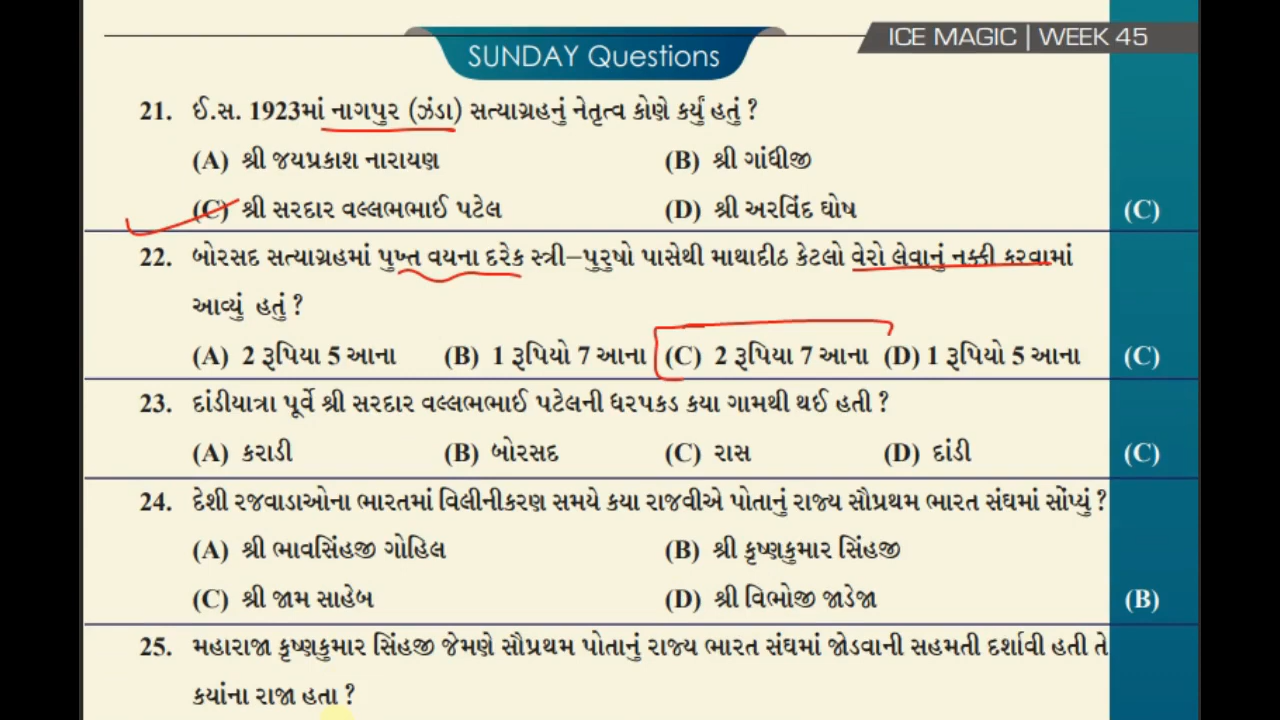 ICE MAGIC | WEEK 45
SUNDAY Questions
21. ઈ.સ. 1923માં નાગપુર (ઝંડા) સત્યાગ્રહનું નેતૃત્વ કોણે કર્યું હતું ?
(A) શ્રી જયપ્રકાશ નારાયણ (B) શ્રી ગાંધીજી
(C) શ્રી સરદાર વલ્લભભાઈ પટેલ (D) શ્રી અરવિંદ ઘોષ (C)
22. બોરસદ સત્યાગ્રહમાં પુખ્ત વયના દરેક સ્ત્રી–પુરુષો પાસેથી માથાદીઠ કેટલો વેરો લેવાનું નક્કી કરવામાં
આવ્યું હતું ?
(A) 2 રૂપિયા 5 આના (B) 1 રૂપિયો 7 આના (C) 2 રૂપિયા 7 આના (D) 1 રૂપિયો 5 આના (C)
23. દાંડીયાત્રા પૂર્વે શ્રી સરદાર વલ્લભભાઈ પટેલની ધરપકડ કયા ગામથી થઈ હતી ?
(A) કરાડી (B) બોરસદ (C) રાસ (D) દાંડી (C)
24. દેશી રજવાડાઓના ભારતમાં વિલીનીકરણ સમયે કયા રાજવીએ પોતાનું રાજ્ય સૌપ્રથમ ભારત સંઘમાં સોંપ્યું ?
(A) શ્રી ભાવસિંહજી ગોહિલ (B) શ્રી કૃષ્ણકુમાર સિંહજી
(C) શ્રી જામ સાહેબ (D) શ્રી વિભોજી જાડેજા (B)
25. મહારાજા કૃષ્ણકુમાર સિંહજી જેમણે સૌપ્રથમ પોતાનું રાજ્ય ભારત સંઘમાં જોડવાની સહમતી દર્શાવી હતી તે
કયાંના રાજા હતા ?